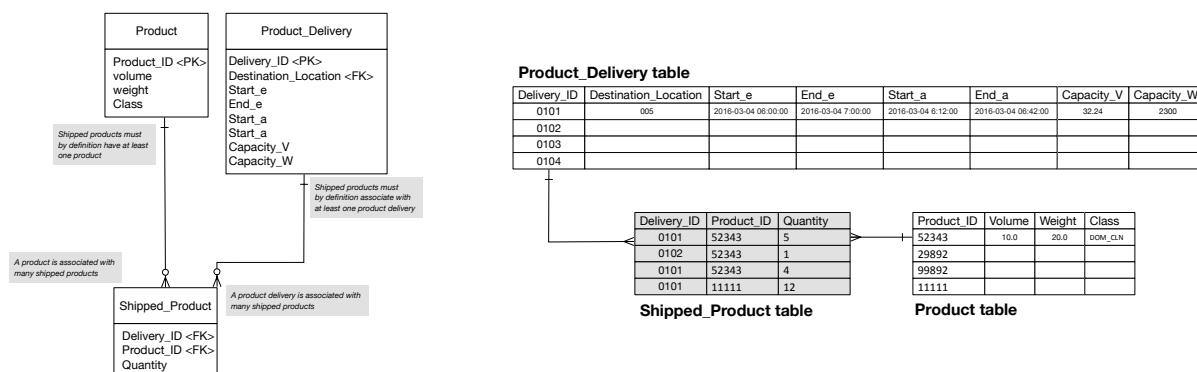 Product
Product_ID <PK>
volume
weight
Class
Product_Delivery
Delivery_ID <PK>
Destination_Location <FK>
Start_e
End_e
Start_a
Start_a
Capacity_V
Capacity_W
Shipped products must
by definition have at least
one product
Shipped products must
by definition associate with
at least one product delivery
A product is associated with
many shipped products
A product delivery is associated with
many shipped products
Shipped_Product
Delivery_ID <FK>
Product_ID <FK>
Quantity
Product_Delivery table
Delivery_ID Destination_Location Start_e End_e Start_a End_a Capacity_V Capacity_W
0101 005 2016-03-04 06:00:00 2016-03-04 7:00:00 2016-03-04 6:12:00 2016-03-04 06:42:00 32.24 2300
0102
0103
0104
Delivery_ID Product_ID Quantity
0101 52343 5
0102 52343 1
0101 52343 4
0101 11111 12
Shipped_Product table
Product_ID Volume Weight Class
52343 10.0 20.0 DOM_CLN
29892
99892
11111
Product table